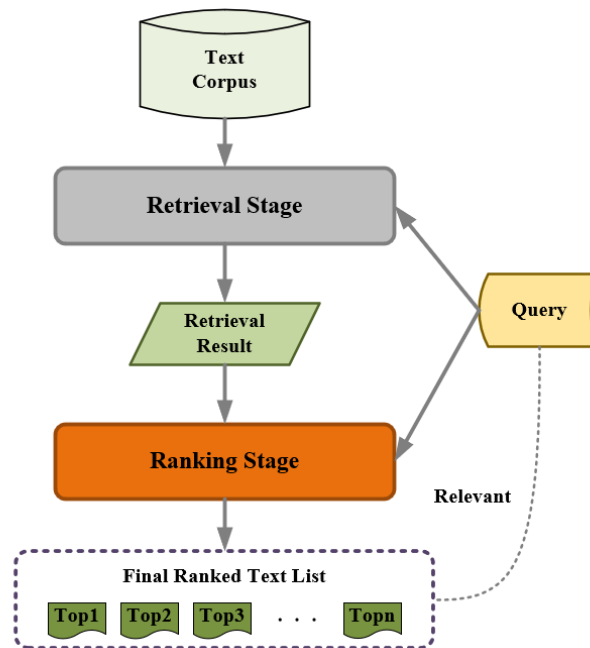 Text
Corpus
Retrieval Stage
Retrieval
Result
Query
Ranking Stage
Relevant
Final Ranked Text List
Top1 Top2 Top3 . . . Topn